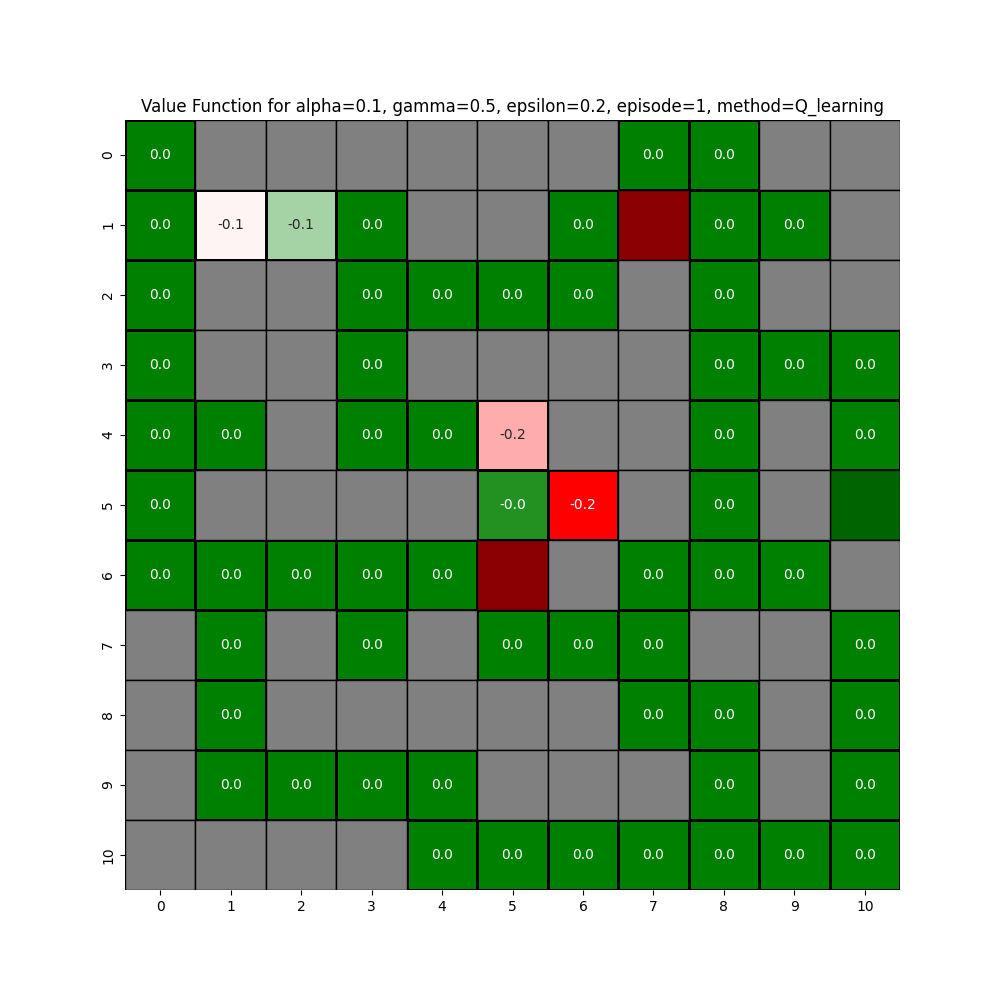 Value Function for alpha=0.1, gamma=0.5, epsilon=0.2, episode=1, method=Q_learning
0 0.0 0.0 0.0
1 0.0 -0.1 -0.1 0.0 0.0 0.0 0.0
2 0.0 0.0 0.0 0.0 0.0 0.0
3 0.0 0.0 0.0 0.0 0.0
4 0.0 0.0 0.0 0.0 -0.2 0.0 0.0
5 0.0 -0.0 -0.2 0.0
6 0.0 0.0 0.0 0.0 0.0 0.0 0.0 0.0
7 0.0 0.0 0.0 0.0 0.0 0.0
8 0.0 0.0 0.0 0.0
9 0.0 0.0 0.0 0.0 0.0 0.0
10 0.0 0.0 0.0 0.0 0.0 0.0 0.0
0 1 2 3 4 5 6 7 8 9 10